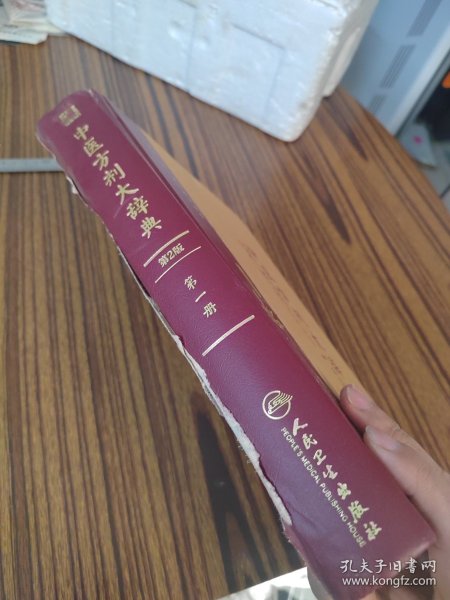 中医方剂大辞典
第2版
第一册
人民卫生出版社
PEOPLE'S MEDICAL PUBLISHING HOUSE
孔夫子旧书网
www.kongfz.com